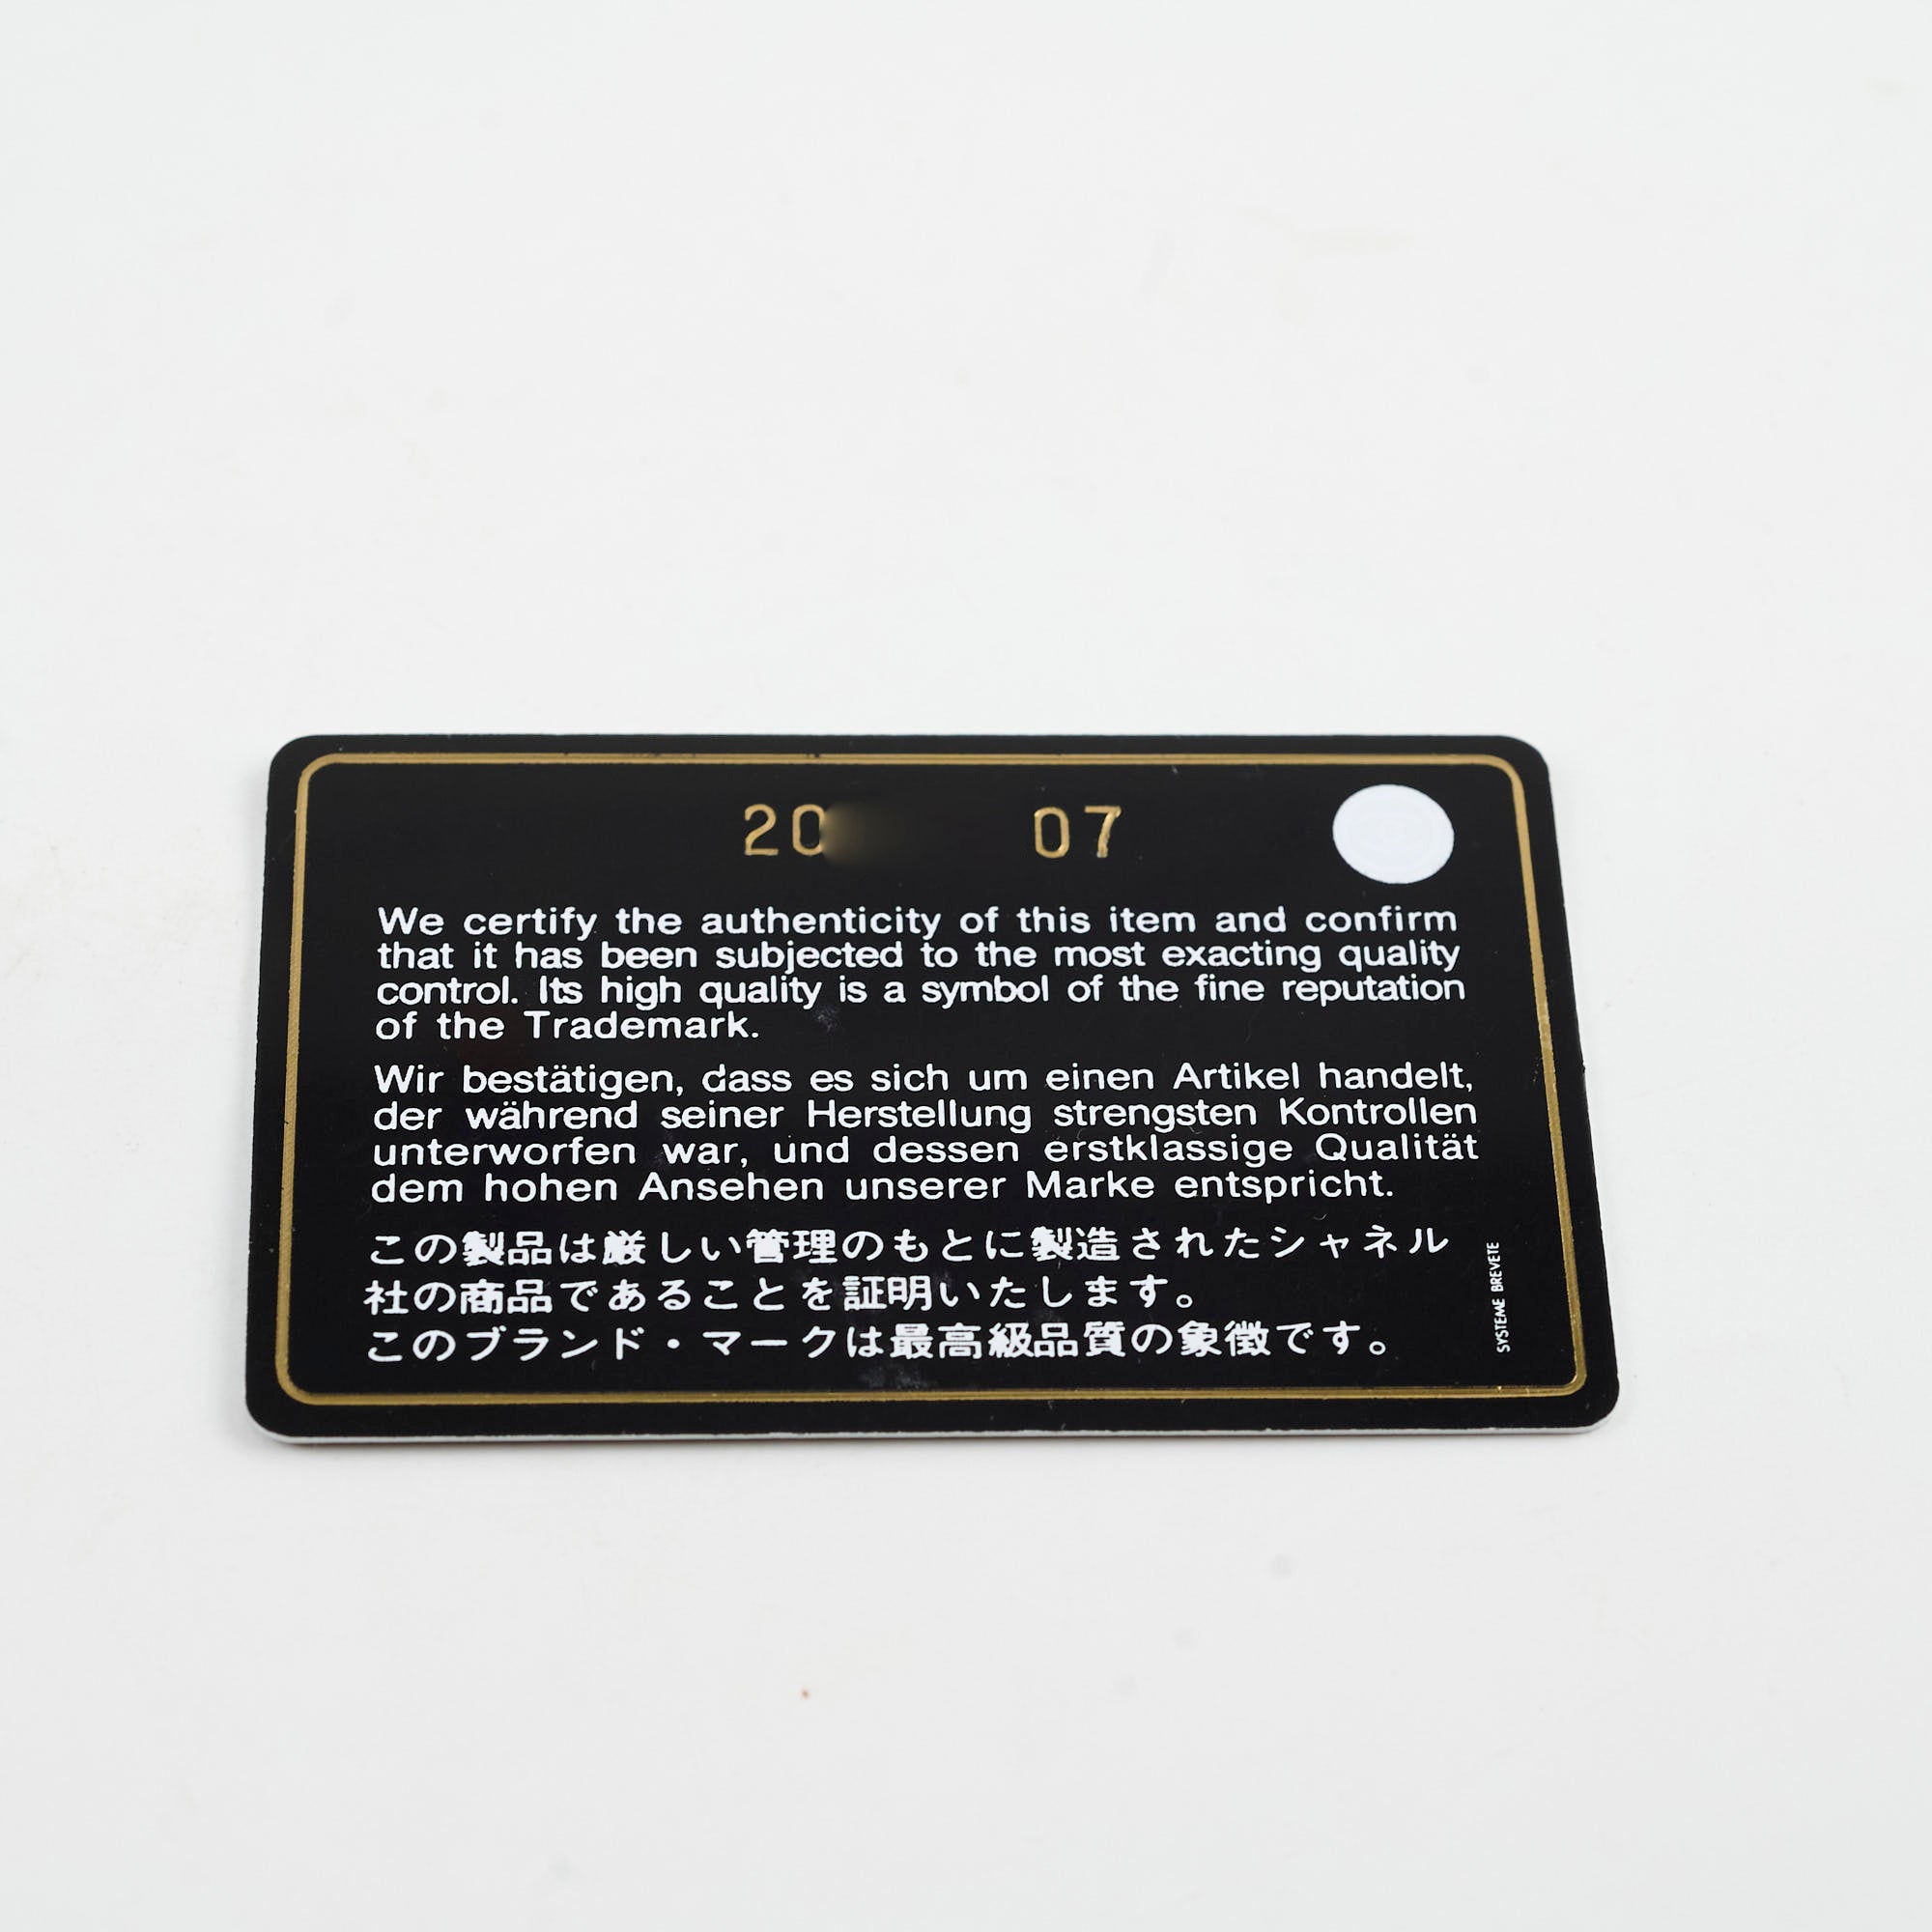 20 07
We certify the authenticity of this item and confirm
that it has been subjected to the most exacting quality
control. Its high quality is a symbol of the fine reputation
of the Trademark.
Wir bestätigen, dass es sich um einen Artikel handelt,
der während seiner Herstellung strengsten Kontrollen
unterworfen war, und dessen erstklassige Qualität
dem hohen Ansehen unserer Marke entspricht.
この製品は厳しい管理のもとに製造されたシャネル
社の商品であることを証明いたします。
このブランド・マークは最高級品質の象徴です。
SYSTEME BREVETE